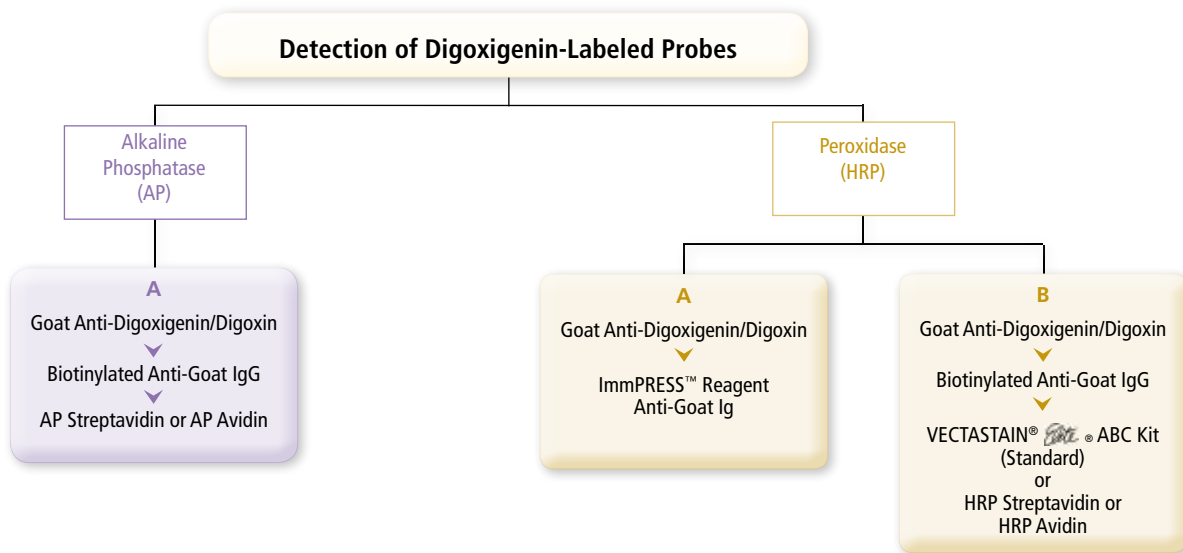 Detection of Digoxigenin-Labeled Probes
Alkaline
Phosphatase
(AP)
Peroxidase
(HRP)
A
Goat Anti-Digoxigenin/Digoxin
Biotinylated Anti-Goat IgG
AP Streptavidin or AP Avidin
A
Goat Anti-Digoxigenin/Digoxin
ImmPRESS™ Reagent
Anti-Goat Ig
B
Goat Anti-Digoxigenin/Digoxin
Biotinylated Anti-Goat IgG
VECTASTAIN® Elite ® ABC Kit
(Standard)
or
HRP Streptavidin or
HRP Avidin